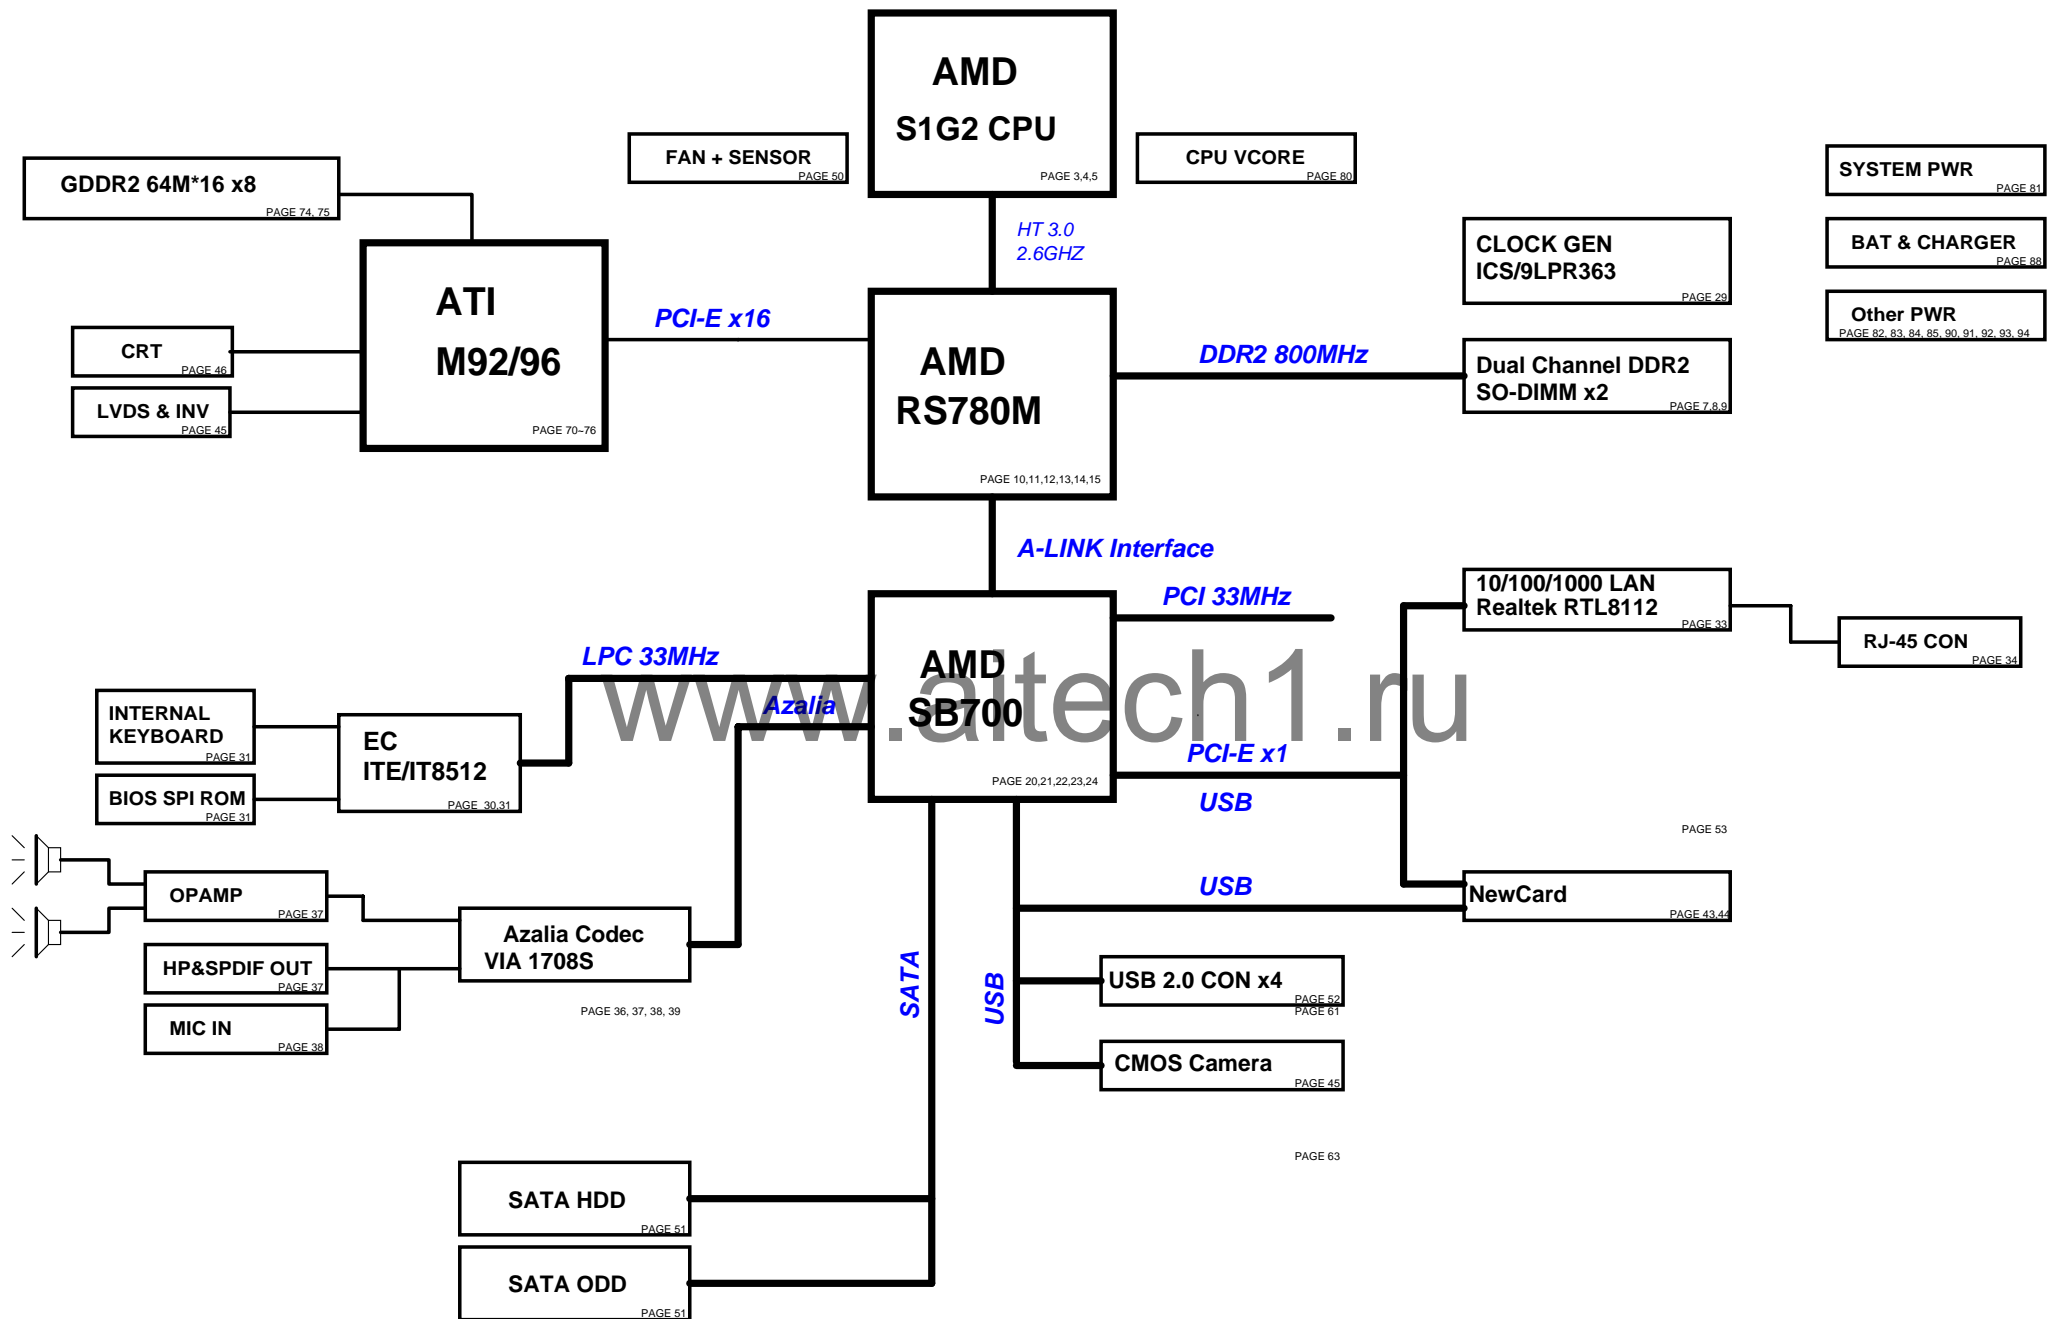 AMD
S1G2 CPU
PAGE 3,4,5
FAN + SENSOR
PAGE 50
CPU VCORE
PAGE 80
SYSTEM PWR
PAGE 81
GDDR2 64M*16 x8
PAGE 74, 75
HT 3.0
2.6GHZ
CLOCK GEN
ICS/9LPR363
PAGE 29
BAT & CHARGER
PAGE 88
ATI
M92/96
PAGE 70~76
PCI-E x16
AMD
RS780M
PAGE 10,11,12,13,14,15
Other PWR
PAGE 82, 83, 84, 85, 90, 91, 92, 93, 94
CRT
PAGE 46
LVDS & INV
PAGE 45
DDR2 800MHz
Dual Channel DDR2
SO-DIMM x2
PAGE 7,8,9
A-LINK Interface
PCI 33MHz
10/100/1000 LAN
Realtek RTL8112
PAGE 33
RJ-45 CON
PAGE 34
LPC 33MHz
AMD
SB700
PAGE 20,21,22,23,24
www.altech1.ru
Azalia
INTERNAL
KEYBOARD
PAGE 31
EC
ITE/IT8512
PAGE 30,31
BIOS SPI ROM
PAGE 31
PCI-E x1
USB
PAGE 53
OPAMP
PAGE 37
USB
NewCard
PAGE 43,44
Azalia Codec
VIA 1708S
PAGE 36, 37, 38, 39
HP&SPDIF OUT
PAGE 37
MIC IN
PAGE 38
SATA
USB
USB 2.0 CON x4
PAGE 52
PAGE 61
CMOS Camera
PAGE 45
PAGE 63
SATA HDD
PAGE 51
SATA ODD
PAGE 51